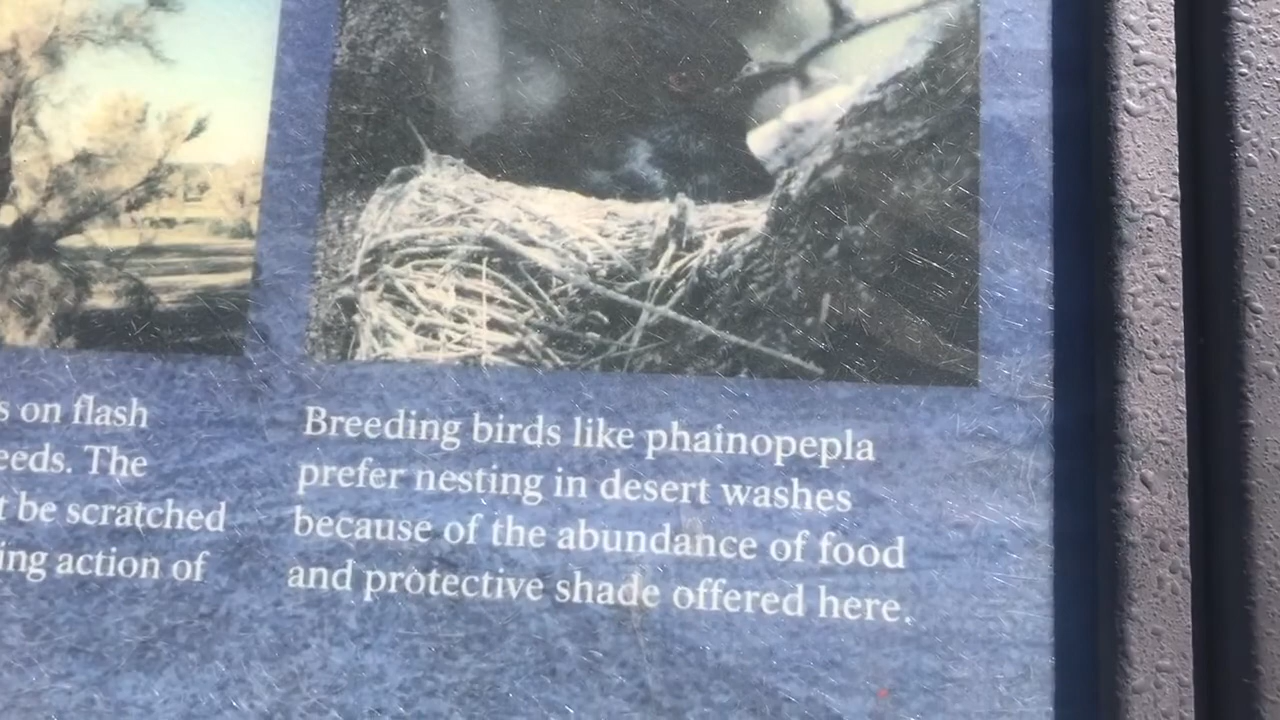 s on flash
eeds. The
t be scratched
ing action of
Breeding birds like phainopepla
prefer nesting in desert washes
because of the abundance of food
and protective shade offered here.